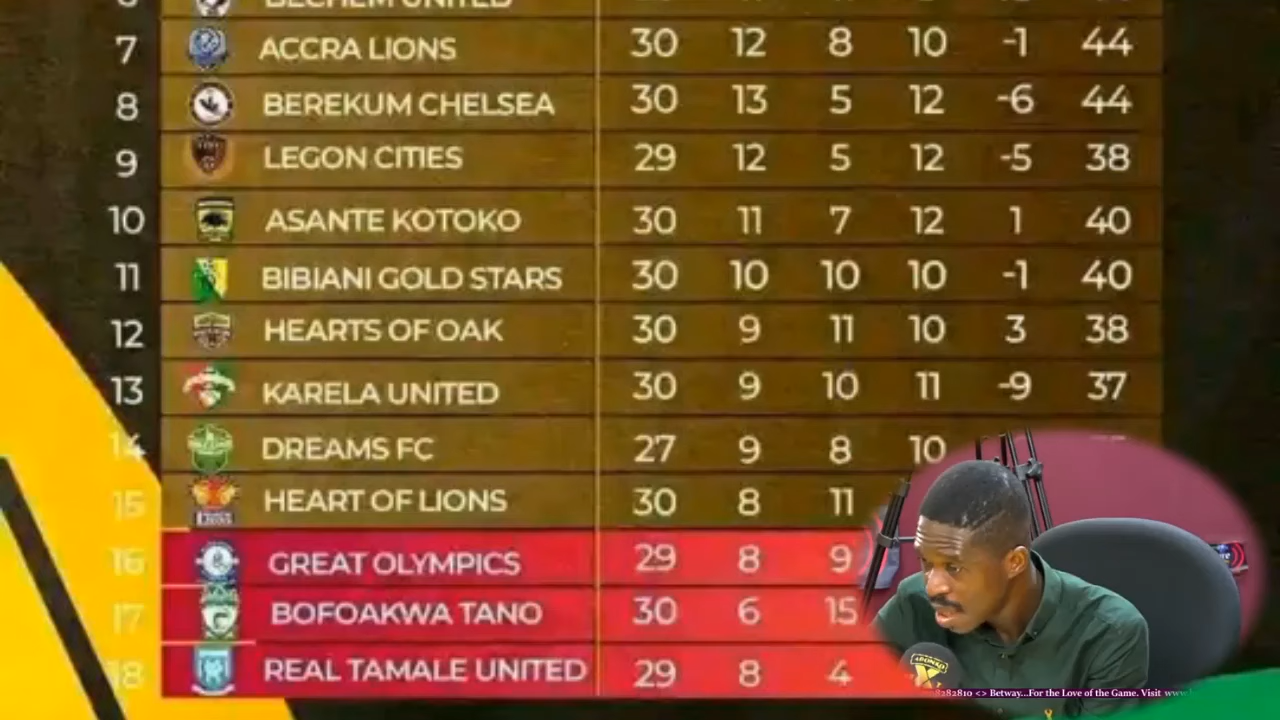 BECHEM UNITED
7 ACCRA LIONS 30 12 8 10 -1 44
8 BEREKUM CHELSEA 30 13 5 12 -6 44
9 LEGON CITIES 29 12 5 12 -5 38
10 ASANTE KOTOKO 30 11 7 12 1 40
11 BIBIANI GOLD STARS 30 10 10 10 -1 40
12 HEARTS OF OAK 30 9 11 10 3 38
13 KARELA UNITED 30 9 10 11 -9 37
14 DREAMS FC 27 9 8 10
15 HEART OF LIONS 30 8 11
16 GREAT OLYMPICS 29 8 9
17 BOFOAKWA TANO 30 6 15
18 REAL TAMALE UNITED 29 8 4
8282810 <> Betway...For the Love of the Game. Visit www